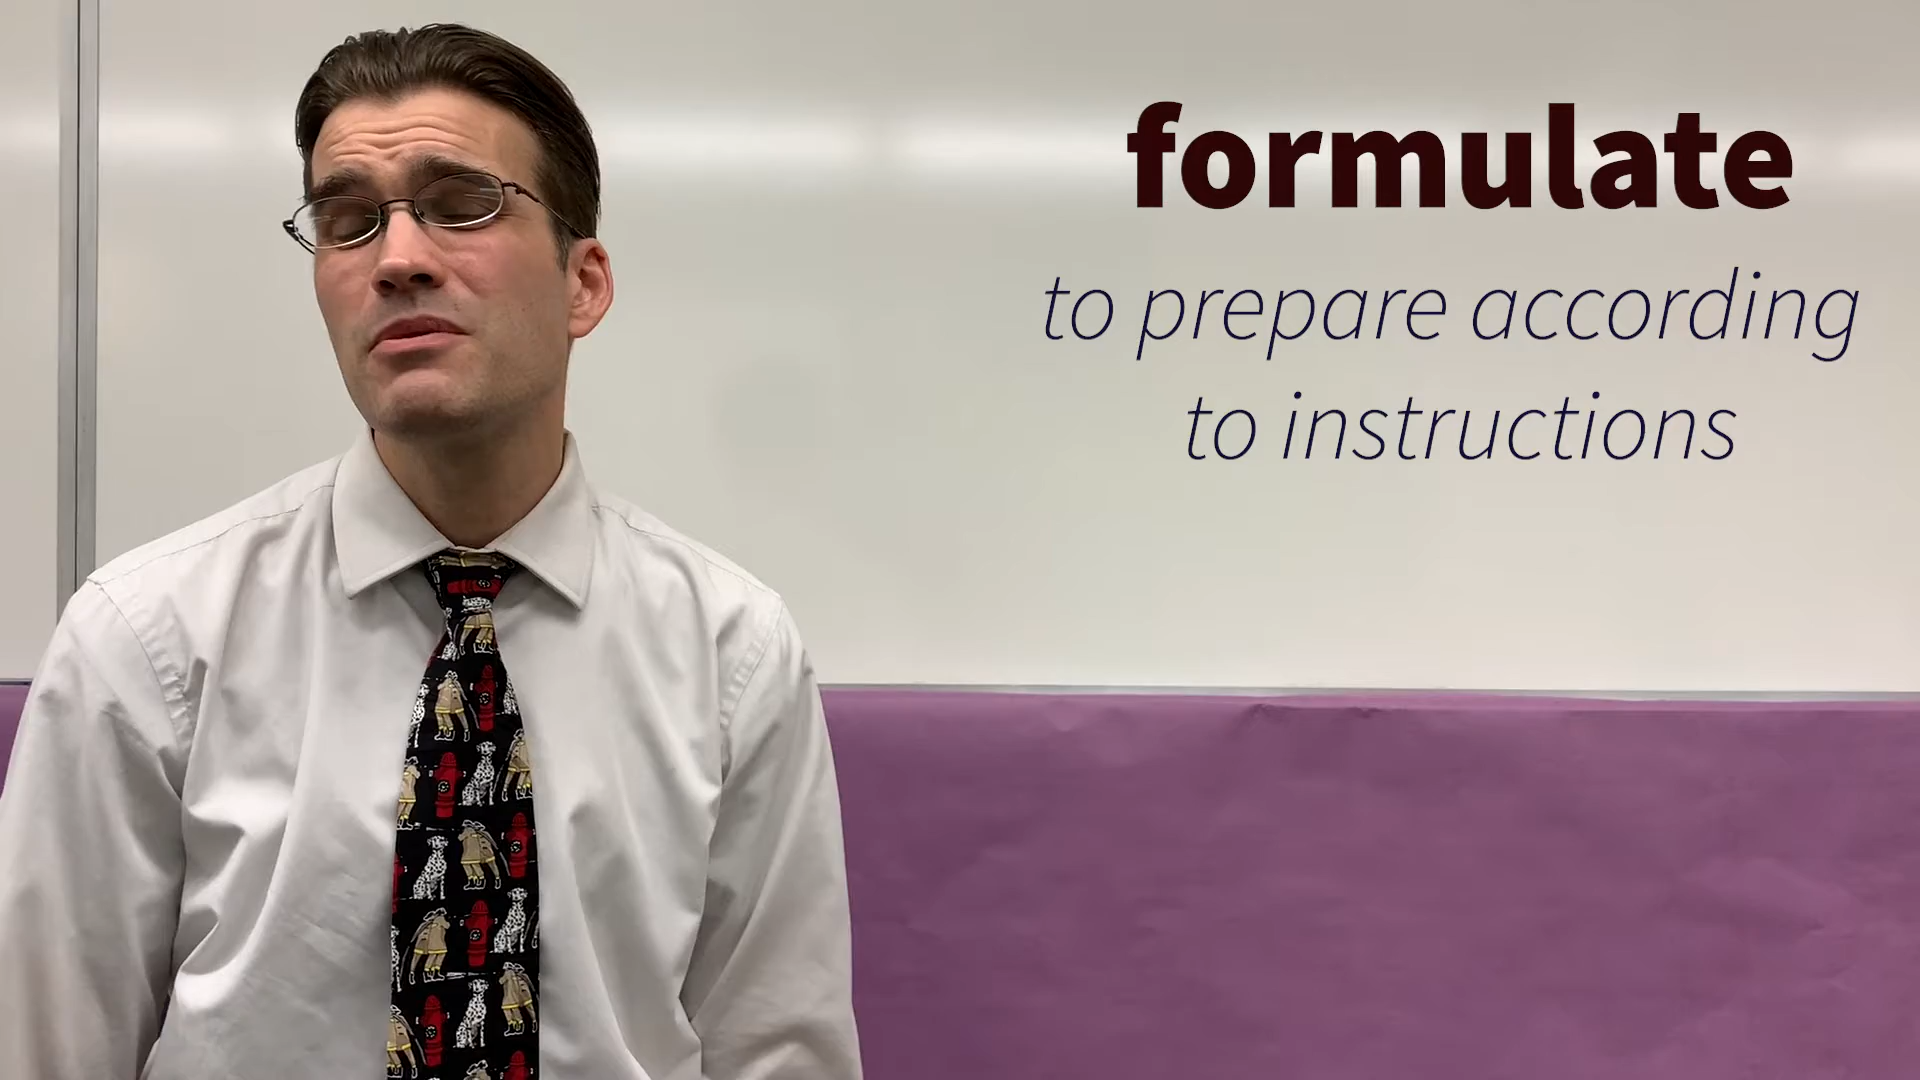 formulate
to prepare according
to instructions